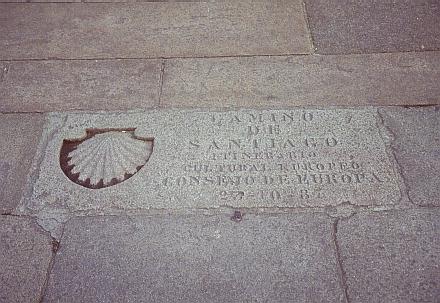 CAMINO
DE
SANTIAGO
ITINERARIO
CULTURAL EUROPEO
CONSEJO DE EUROPA
23-10-87